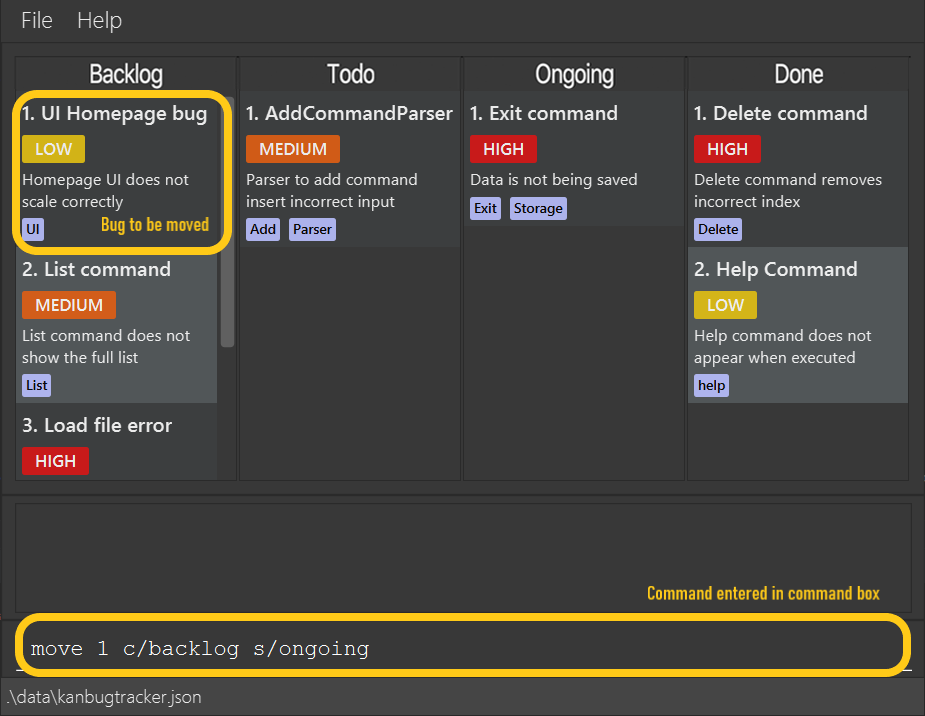 File Help
Backlog
1. UI Homepage bug
LOW
Homepage UI does not
scale correctly
UI
Bug to be moved
2. List command
MEDIUM
List command does not
show the full list
List
3. Load file error
HIGH
Todo
1. AddCommandParser
MEDIUM
Parser to add command
insert incorrect input
Add Parser
Ongoing
1. Exit command
HIGH
Data is not being saved
Exit Storage
Done
1. Delete command
HIGH
Delete command removes
incorrect index
Delete
2. Help Command
LOW
Help command does not
appear when executed
help
Command entered in command box
move 1 c/backlog s/ongoing
.\data\kanbugtracker.json